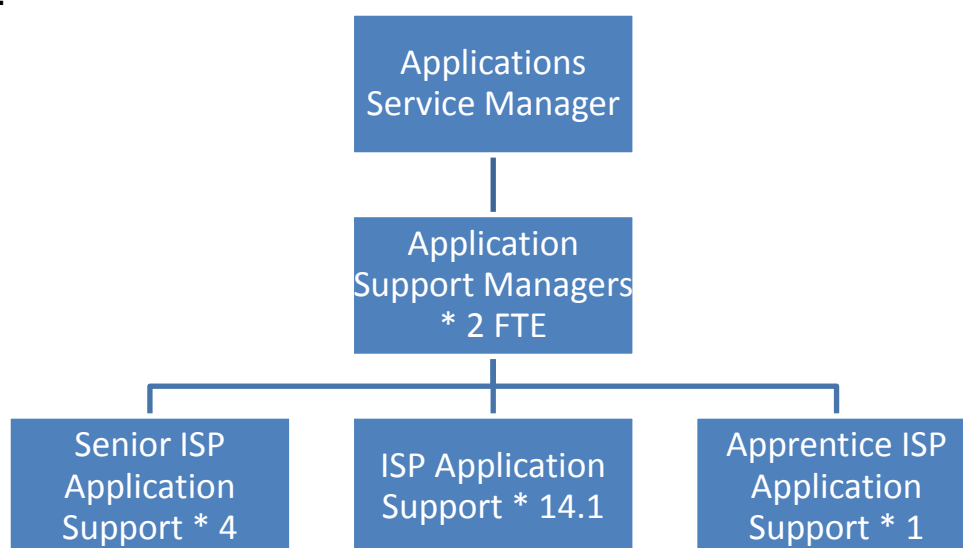 Applications
Service Manager
Application
Support Managers
* 2 FTE
Senior ISP
Application
Support * 4
ISP Application
Support * 14.1
Apprentice ISP
Application
Support * 1